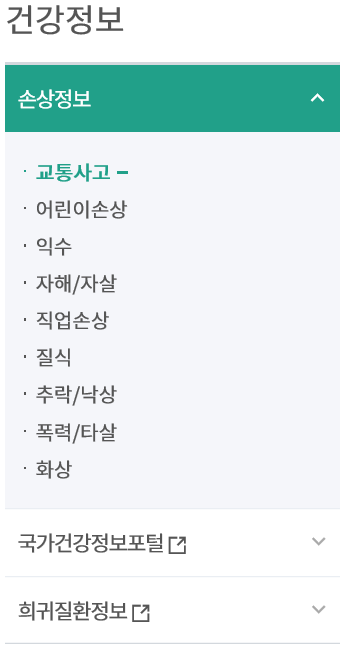 건강정보
손상정보
· 교통사고 –
· 어린이손상
· 익수
· 자해/자살
· 직업손상
· 질식
· 추락/낙상
· 폭력/타살
· 화상
국가건강정보포털
희귀질환정보